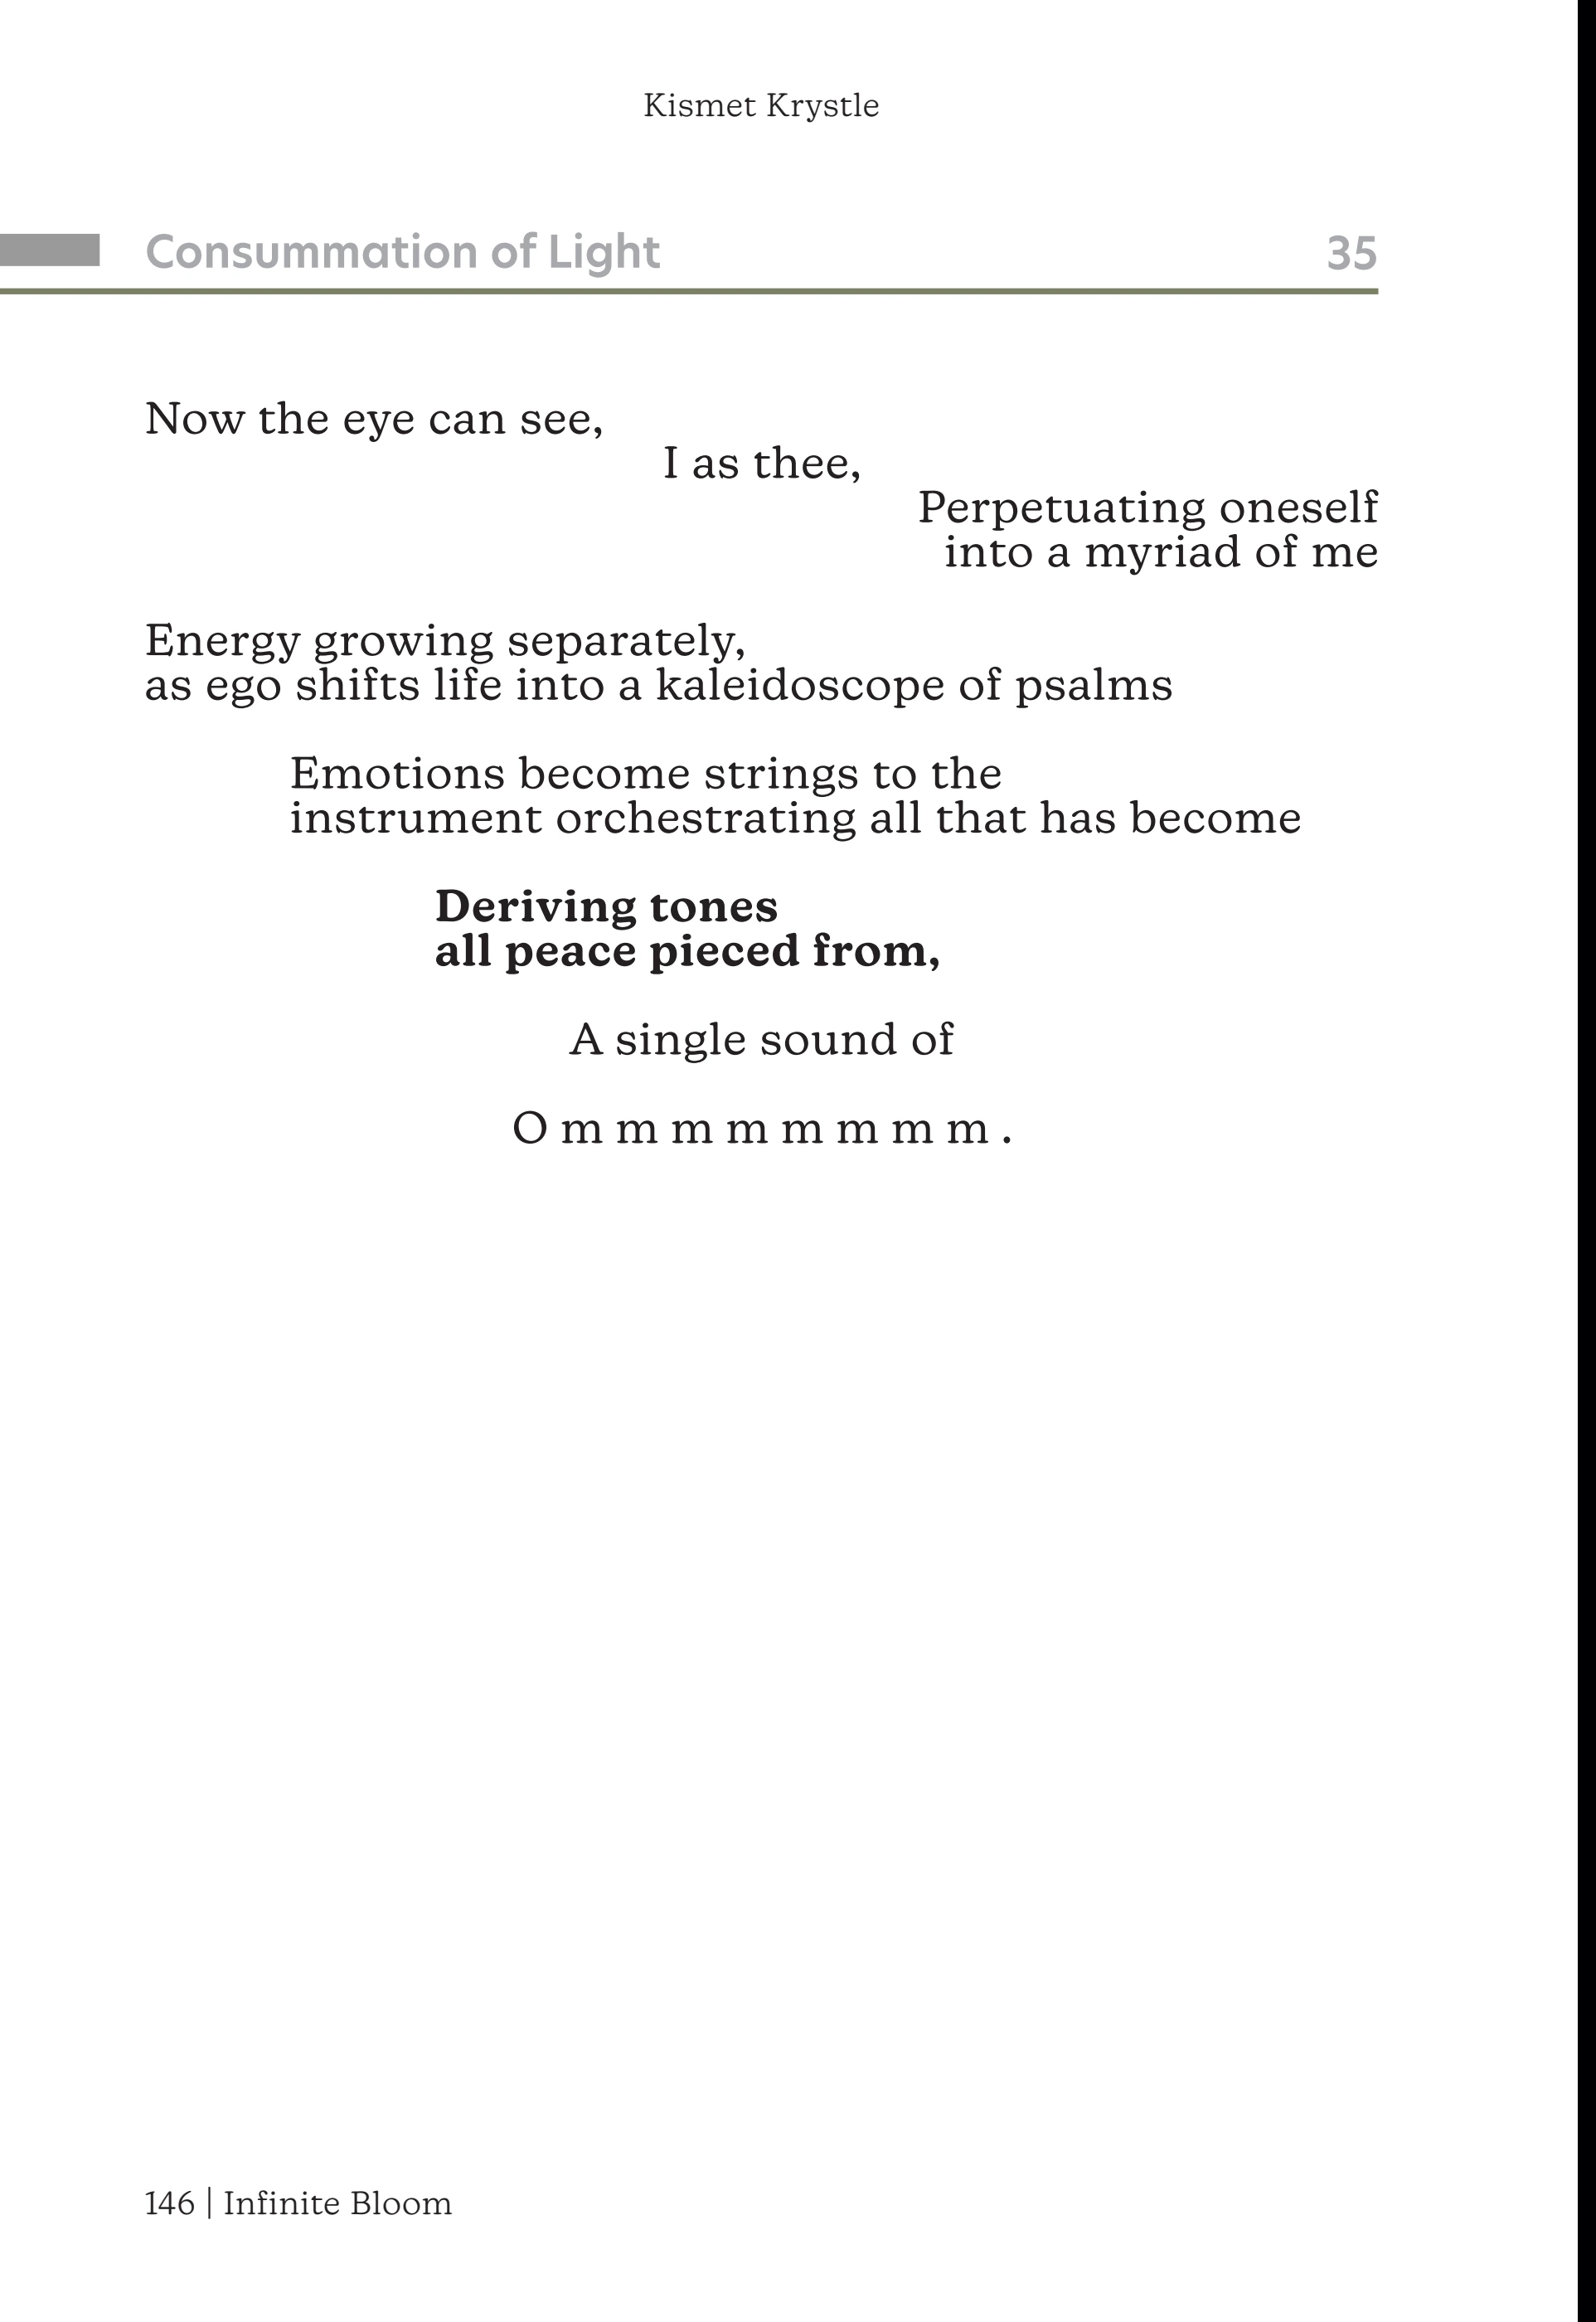 Kismet Krystle
Consummation of Light 35
Now the eye can see,
I as thee,
Perpetuating oneself
into a myriad of me
Energy growing separately,
as ego shifts life into a kaleidoscope of psalms
Emotions become strings to the
instrument orchestrating all that has become
Deriving tones
all peace pieced from,
A single sound of
O m m m m m m m m .
146 | Infinite Bloom